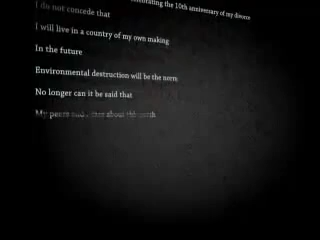 celebrating the 10th anniversary of my divorce
I do not concede that
I will live in a country of my own making
In the future
Environmental destruction will be the norm
No longer can it be said that
My peers and I care about this earth